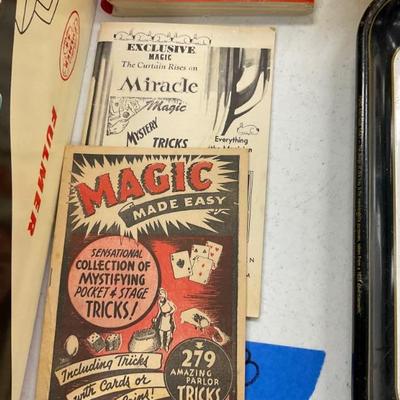 EXCLUSIVE
MAGIC
The Curtain Rises on
Miracle
Magic
MYSTERY
TRICKS
Everything
FULMER
MAGIC
MADE EASY
SENSATIONAL
COLLECTION OF
MYSTIFYING
POCKET & STAGE
TRICKS!
Including Tricks
with Cards or
Coins!
279
AMAZING
PARLOR
TRICKS